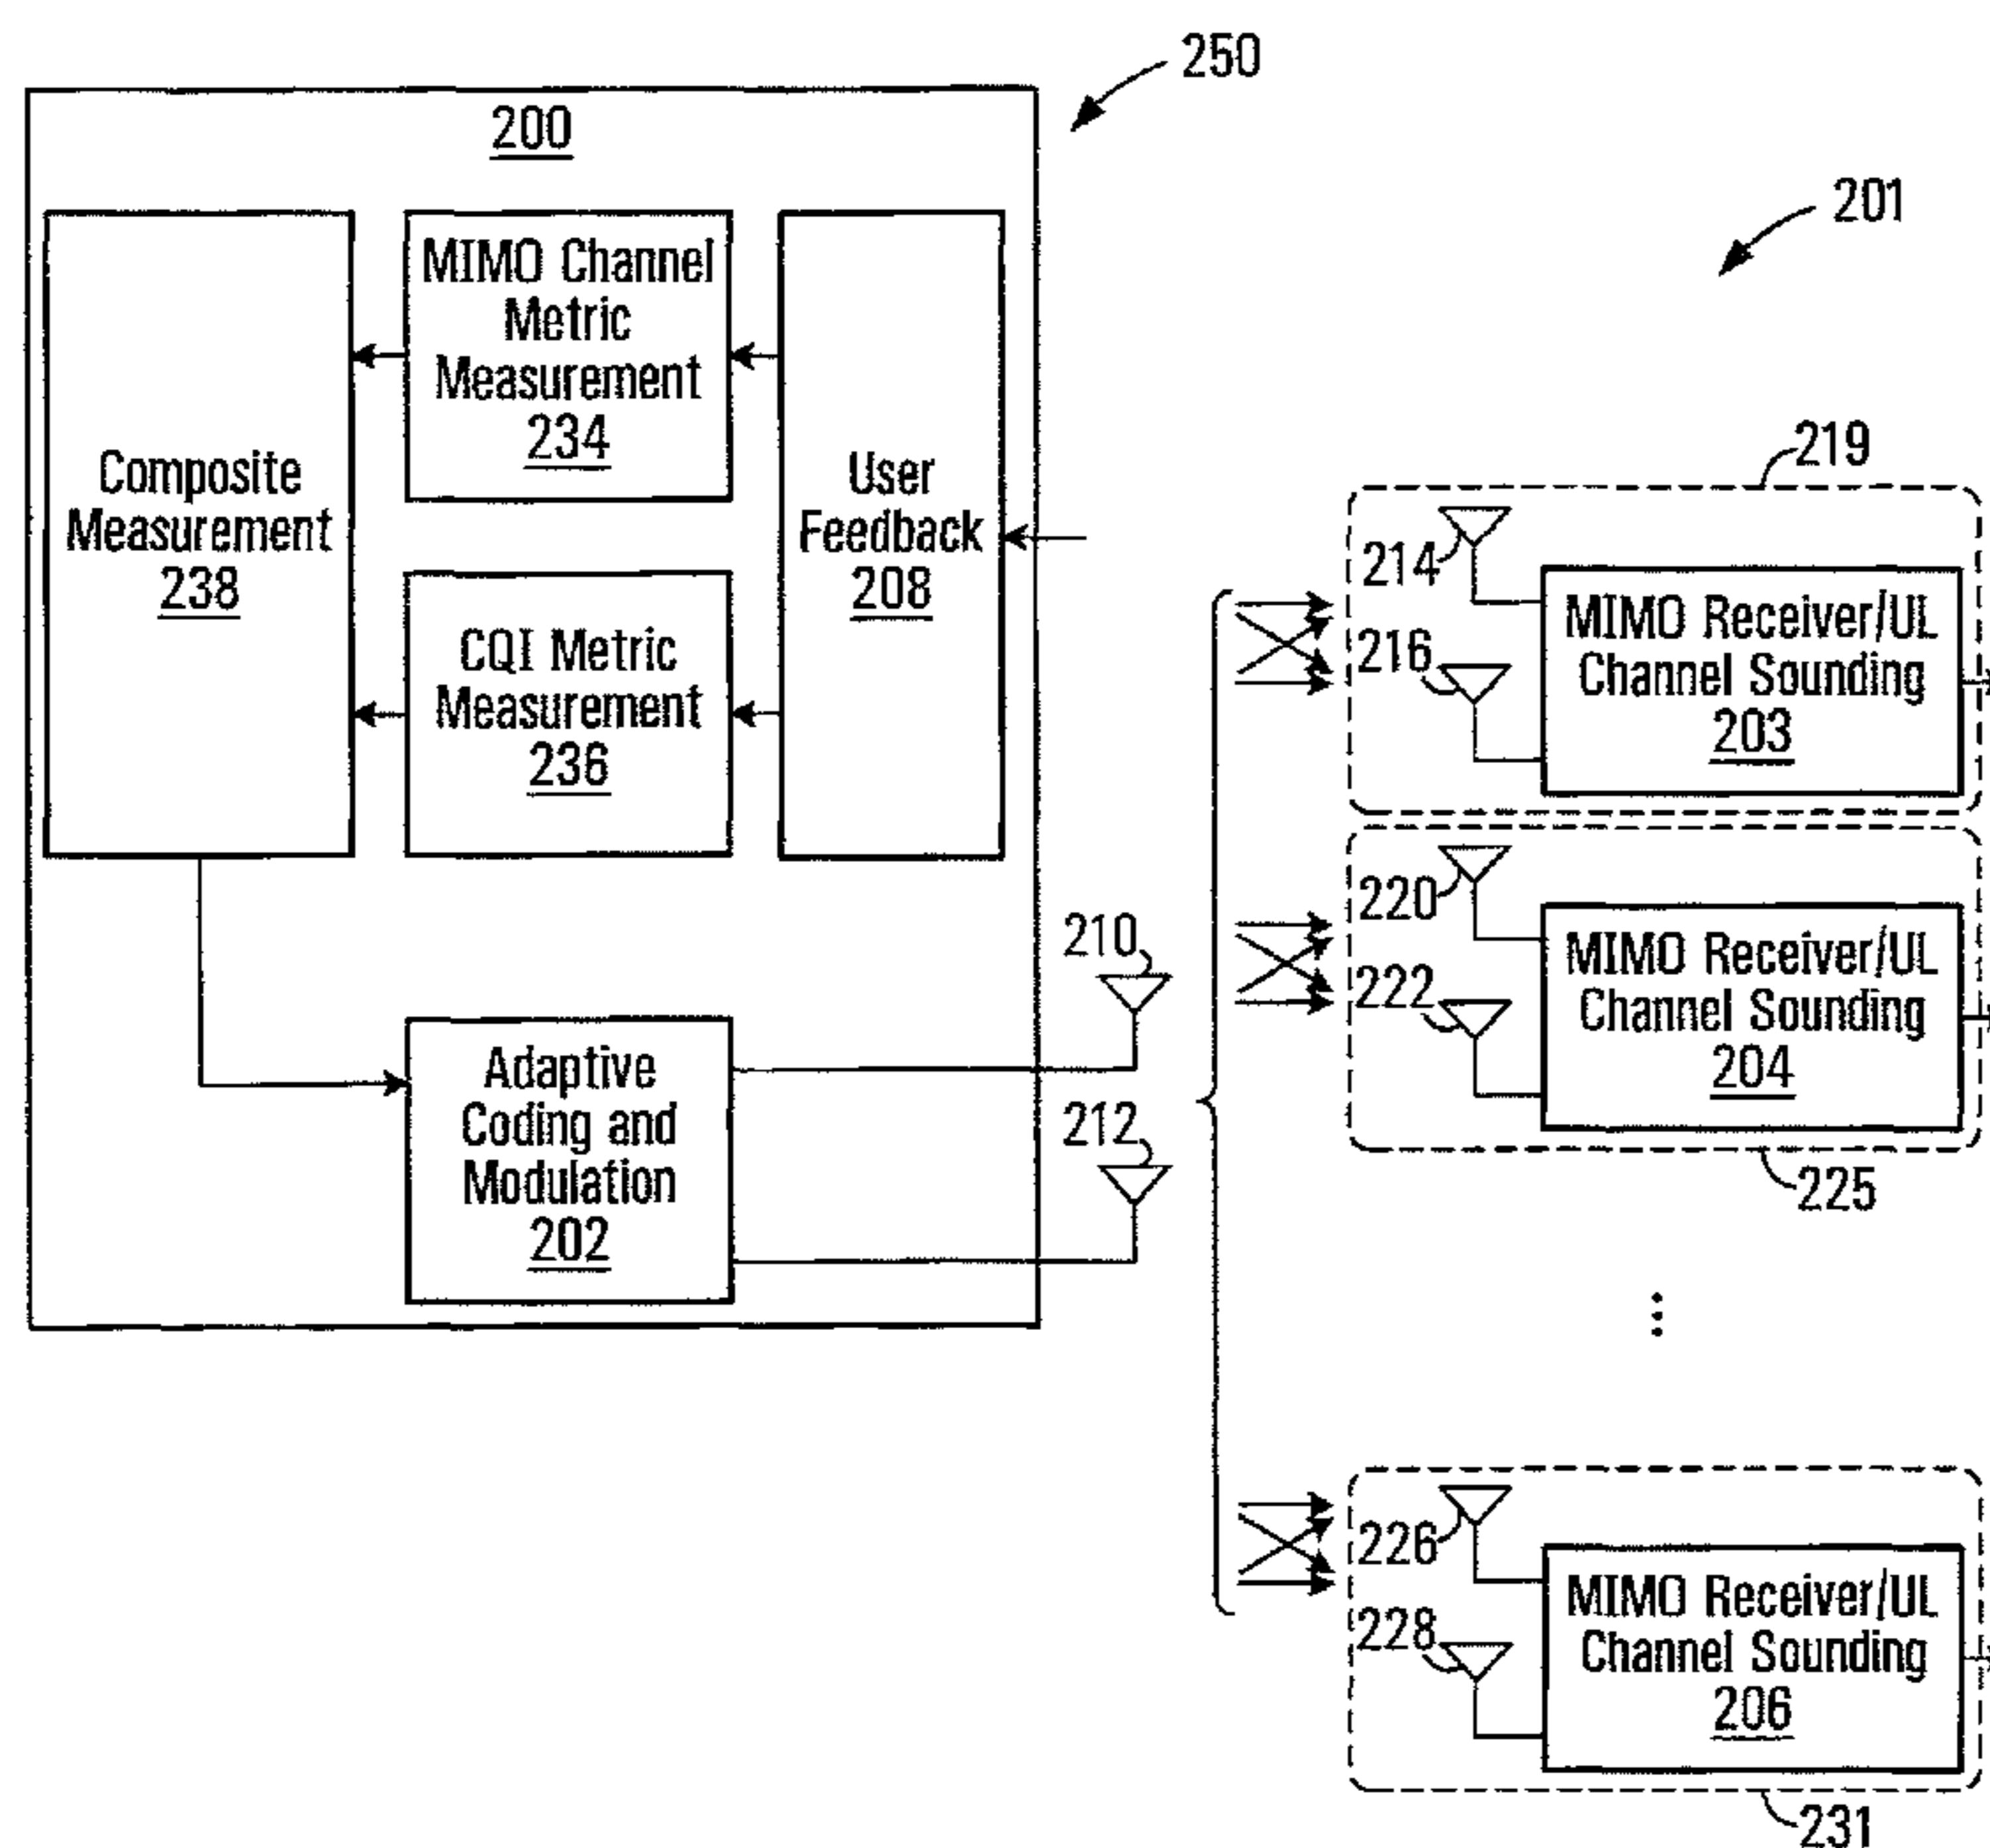 250
200
201
MIMO Channel
Metric
Measurement
234
Composite
Measurement
238
User
Feedback
208
CQI Metric
Measurement
236
219
214
216
MIMO Receiver/UL
Channel Sounding
203
220
222
MIMO Receiver/UL
Channel Sounding
204
225
210
212
Adaptive
Coding and
Modulation
202
226
228
MIMO Receiver/UL
Channel Sounding
206
231